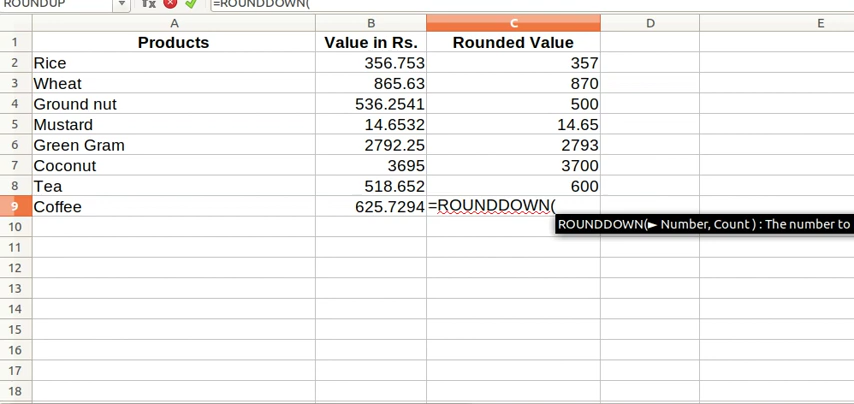 ROUNDUP =ROUNDDOWN(
A B C D E
1 Products Value in Rs. Rounded Value
2 Rice 356.753 357
3 Wheat 865.63 870
4 Ground nut 536.2541 500
5 Mustard 14.6532 14.65
6 Green Gram 2792.25 2793
7 Coconut 3695 3700
8 Tea 518.652 600
9 Coffee 625.7294 =ROUNDDOWN(
ROUNDDOWN(► Number, Count ) : The number to
10
11
12
13
14
15
16
17
18